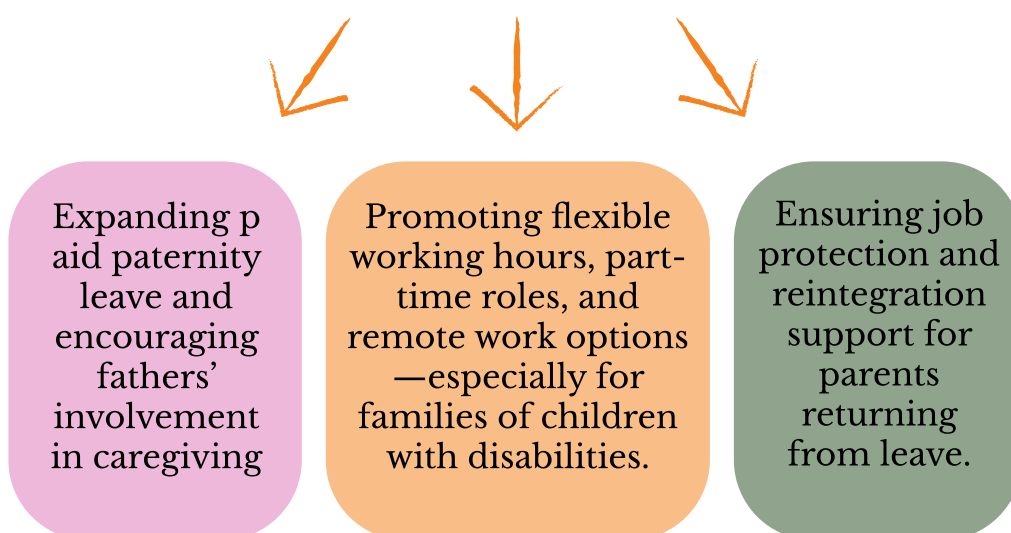 Expanding p
aid paternity
leave and
encouraging
fathers’
involvement
in caregiving
Promoting flexible
working hours, part-
time roles, and
remote work options
—especially for
families of children
with disabilities.
Ensuring job
protection and
reintegration
support for
parents
returning
from leave.